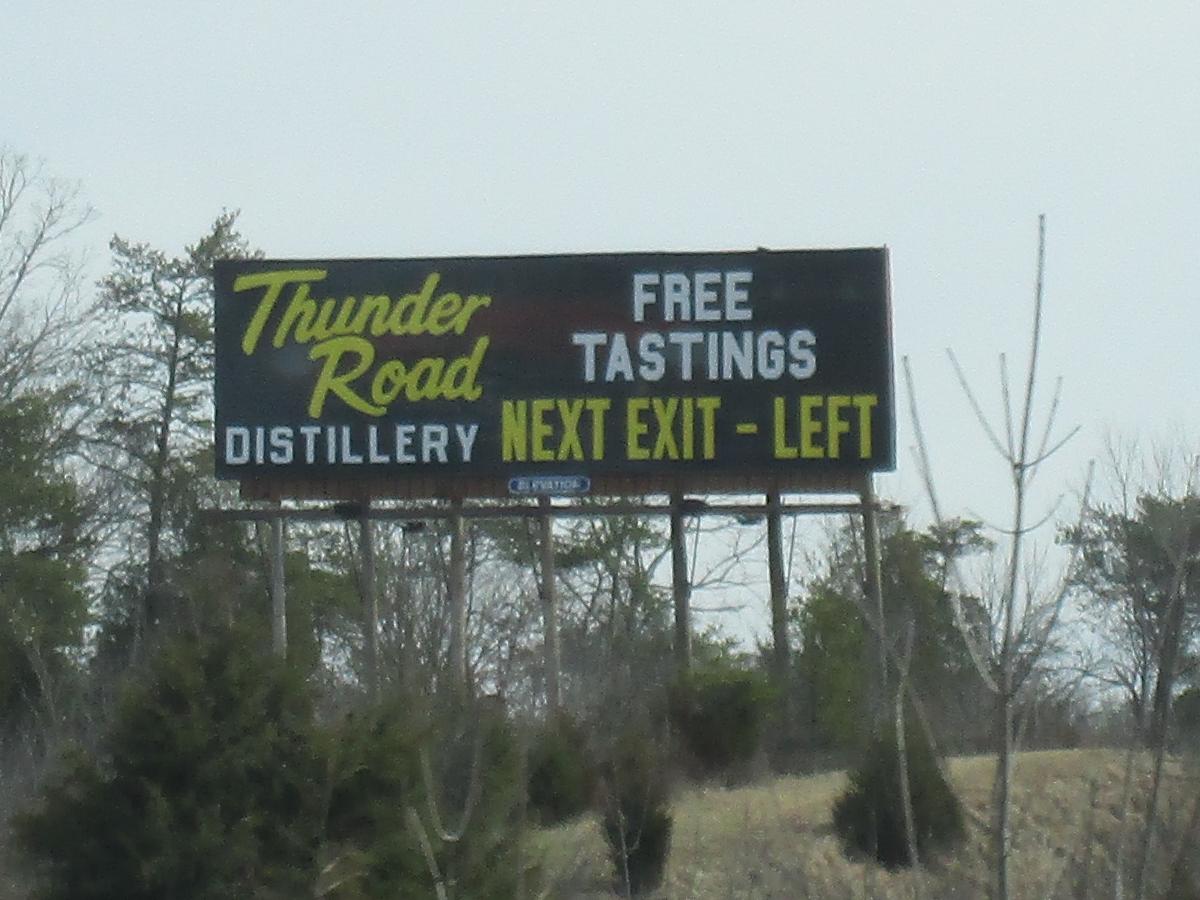 Thunder
Road
DISTILLERY
FREE
TASTINGS
NEXT EXIT - LEFT